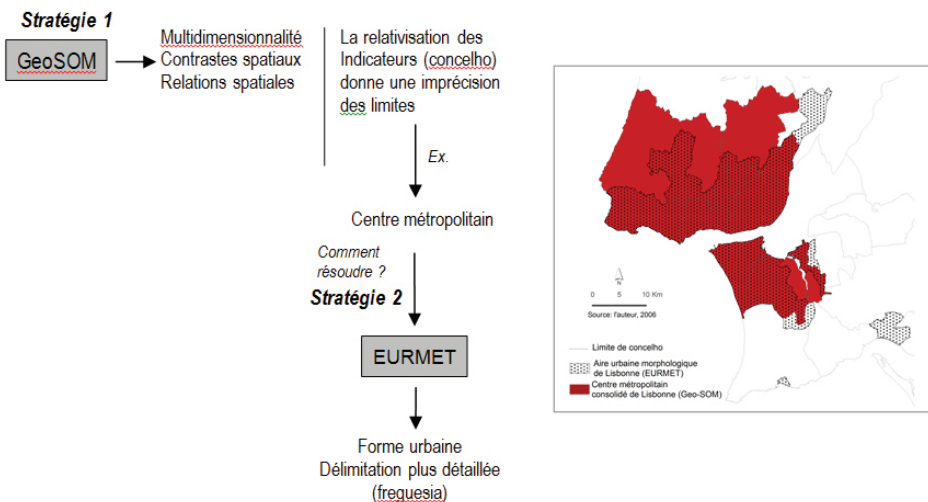 Stratégie 1
GeoSOM
Multidimensionnalité
Contrastes spatiaux
Relations spatiales
La relativisation des
Indicateurs (concelho)
donne une imprécision
des limites
Ex.
Centre métropolitain
Comment
résoudre ?
Stratégie 2
EURMET
Forme urbaine
Délimitation plus détaillée
(freguesia)
N
0 5 10 Km
Source: l'auteur, 2006
Limite de concelho
Aire urbaine morphologique
de Lisbonne (EURMET)
Centre métropolitain
consolidé de Lisbonne (Geo-SOM)